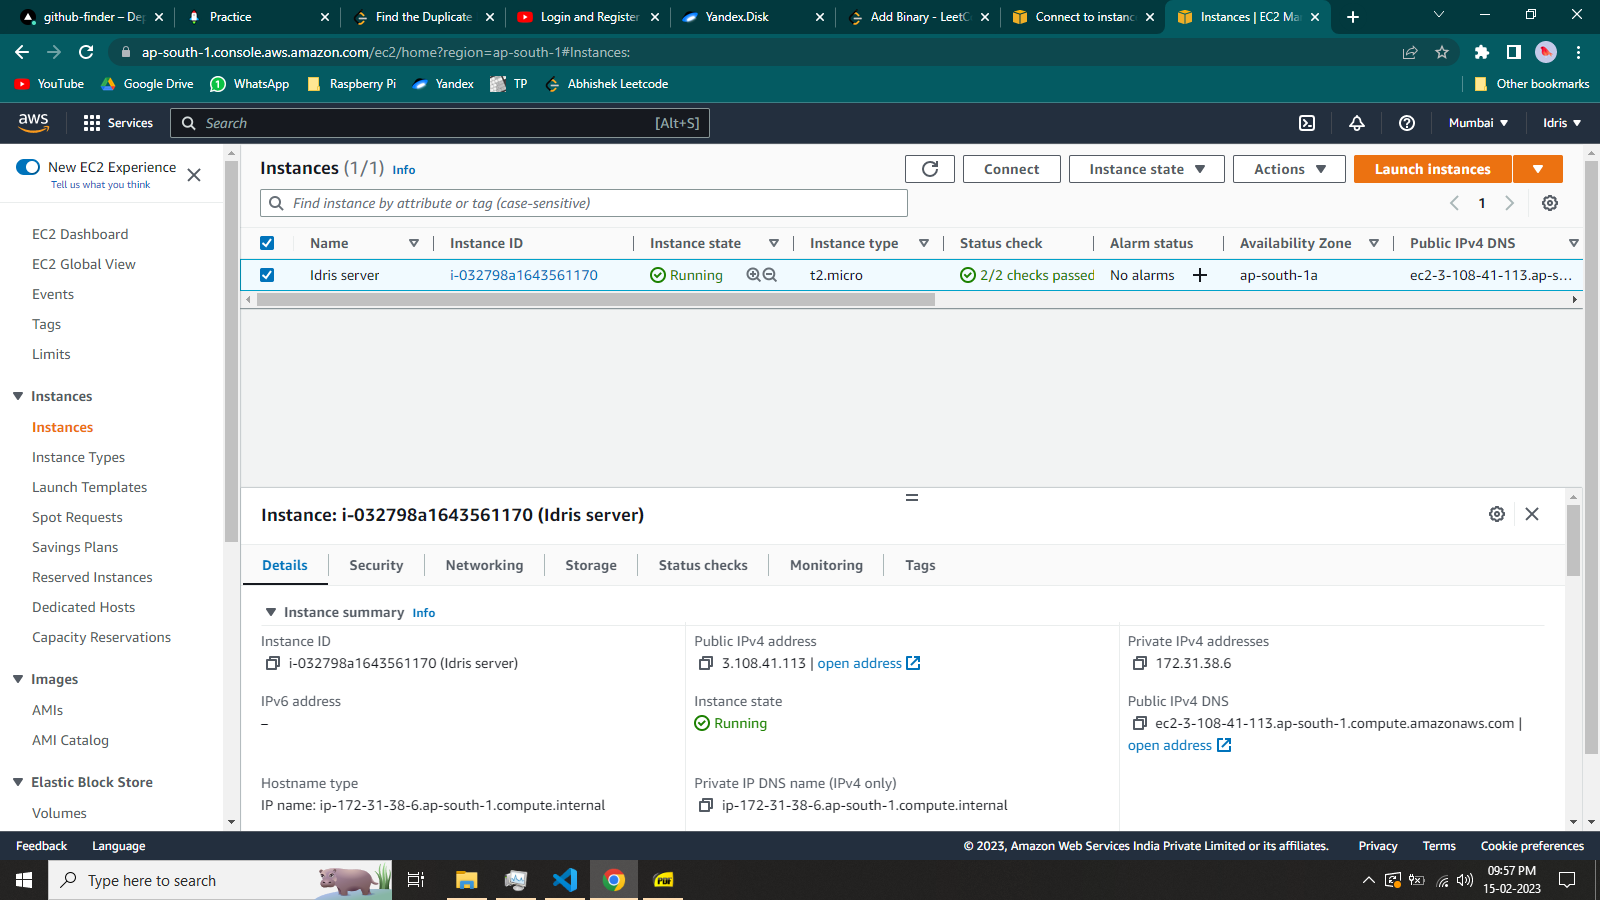 github-finder – Dep
Practice
Find the Duplicate
Login and Register
Yandex.Disk
Add Binary - LeetC
Connect to instanc
Instances | EC2 Ma
ap-south-1.console.aws.amazon.com/ec2/home?region=ap-south-1#Instances:
YouTube
Google Drive
WhatsApp
Raspberry Pi
Yandex
TP
Abhishek Leetcode
Other bookmarks
aws
Services
Search
[Alt+S]
Mumbai
Idris
New EC2 Experience
Tell us what you think
EC2 Dashboard
EC2 Global View
Events
Tags
Limits
Instances
Instances
Instance Types
Launch Templates
Spot Requests
Savings Plans
Reserved Instances
Dedicated Hosts
Capacity Reservations
Images
AMIs
AMI Catalog
Elastic Block Store
Volumes
Instances (1/1) Info
Connect
Instance state
Actions
Launch instances
Find instance by attribute or tag (case-sensitive)
1
Name
Instance ID
Instance state
Instance type
Status check
Alarm status
Availability Zone
Public IPv4 DNS
Idris server
i-032798a1643561170
Running
t2.micro
2/2 checks passed
No alarms
ap-south-1a
ec2-3-108-41-113.ap-s...
Instance: i-032798a1643561170 (Idris server)
Details
Security
Networking
Storage
Status checks
Monitoring
Tags
Instance summary Info
Instance ID
i-032798a1643561170 (Idris server)
Public IPv4 address
3.108.41.113 | open address
Private IPv4 addresses
172.31.38.6
IPv6 address
–
Instance state
Running
Public IPv4 DNS
ec2-3-108-41-113.ap-south-1.compute.amazonaws.com |
open address
Hostname type
IP name: ip-172-31-38-6.ap-south-1.compute.internal
Private IP DNS name (IPv4 only)
ip-172-31-38-6.ap-south-1.compute.internal
Feedback
Language
© 2023, Amazon Web Services India Private Limited or its affiliates.
Privacy
Terms
Cookie preferences
Type here to search
PDF
09:57 PM
15-02-2023